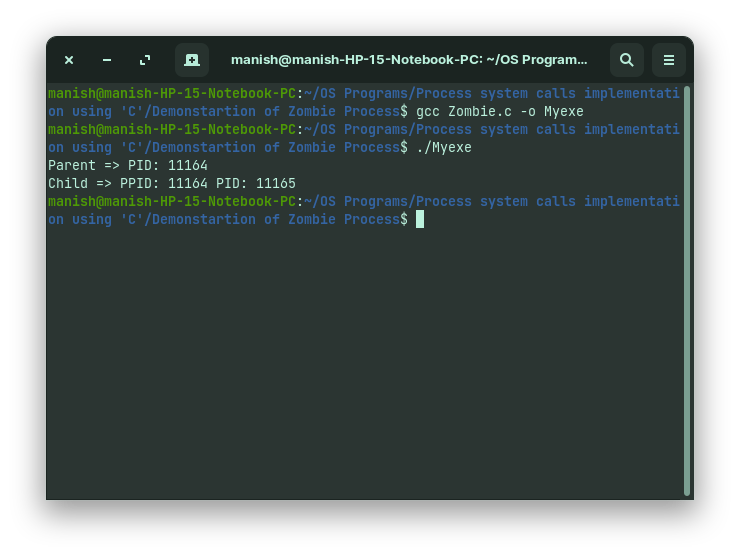 manish@manish-HP-15-Notebook-PC: ~/OS Program...
manish@manish-HP-15-Notebook-PC:~/OS Programs/Process system calls implementati
on using 'C'/Demonstartion of Zombie Process$ gcc Zombie.c -o Myexe
manish@manish-HP-15-Notebook-PC:~/OS Programs/Process system calls implementati
on using 'C'/Demonstartion of Zombie Process$ ./Myexe
Parent => PID: 11164
Child => PPID: 11164 PID: 11165
manish@manish-HP-15-Notebook-PC:~/OS Programs/Process system calls implementati
on using 'C'/Demonstartion of Zombie Process$